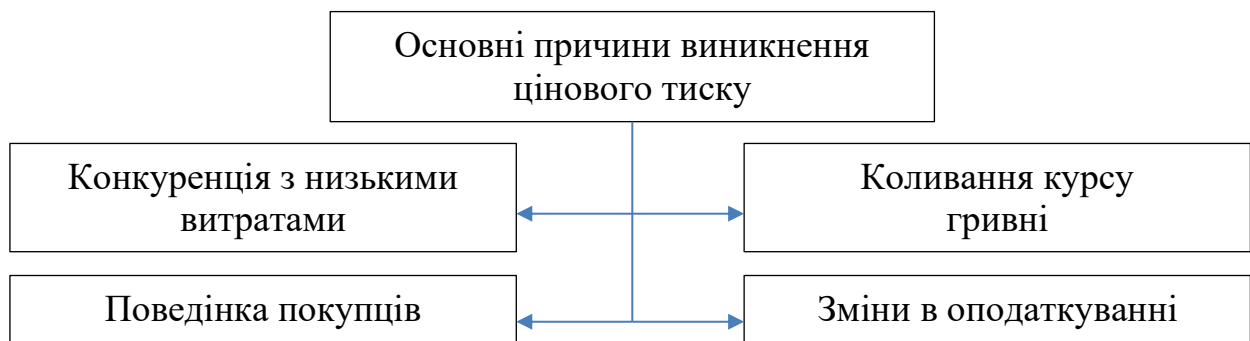 Основні причини виникнення
цінового тиску
Конкуренція з низькими
витратами
Коливання курсу
гривні
Поведінка покупців
Зміни в оподаткуванні